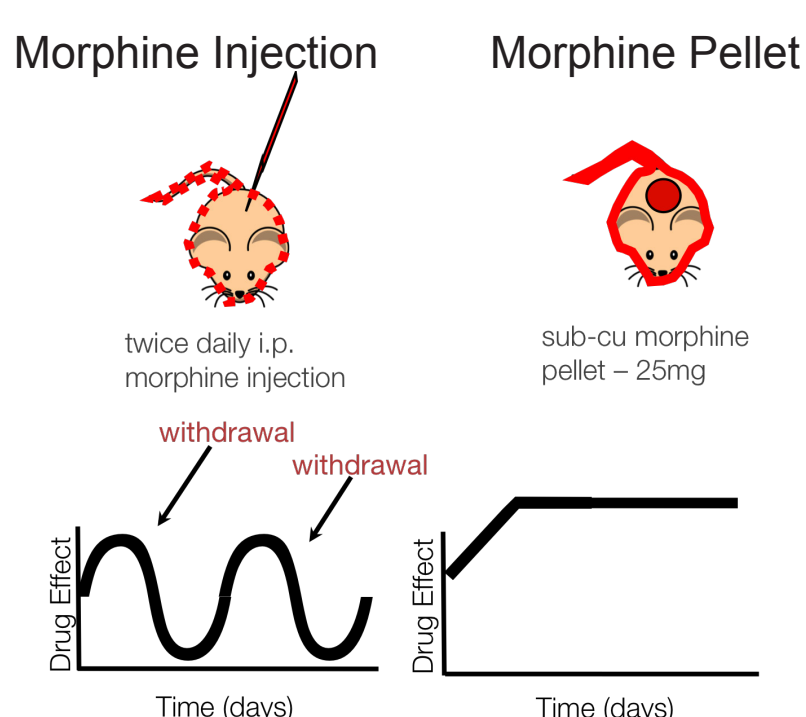 Morphine Injection
Morphine Pellet
twice daily i.p.
morphine injection
sub-cu morphine
pellet – 25mg
withdrawal
withdrawal
Drug Effect
Time (days)
Drug Effect
Time (days)